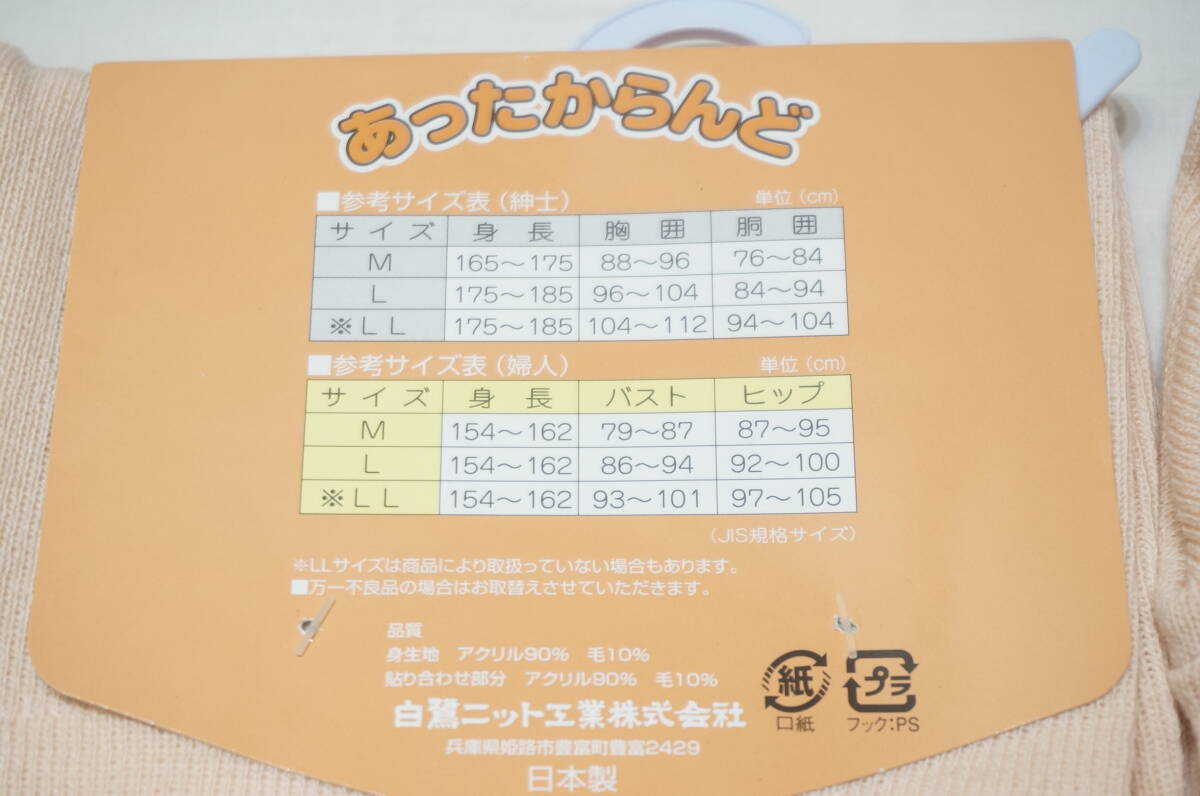 あったからんど
■参考サイズ表(紳士) 単位(cm)
サイズ 身長 胸囲 胴囲
M 165〜175 88〜96 76〜84
L 175〜185 96〜104 84〜94
※LL 175〜185 104〜112 94〜104
■参考サイズ表(婦人) 単位(cm)
サイズ 身長 バスト ヒップ
M 154〜162 79〜87 87〜95
L 154〜162 86〜94 92〜100
※LL 154〜162 93〜101 97〜105
(JIS規格サイズ)
※LLサイズは商品により取扱っていない場合もあります。
■万一不良品の場合はお取替えさせていただきます。
品質
身生地 アクリル90% 毛10%
貼り合わせ部分 アクリル90% 毛10%
白鷺ニット工業株式会社
兵庫県姫路市豊富町豊富2429
日本製
紙 プラ
口紙 フック:PS